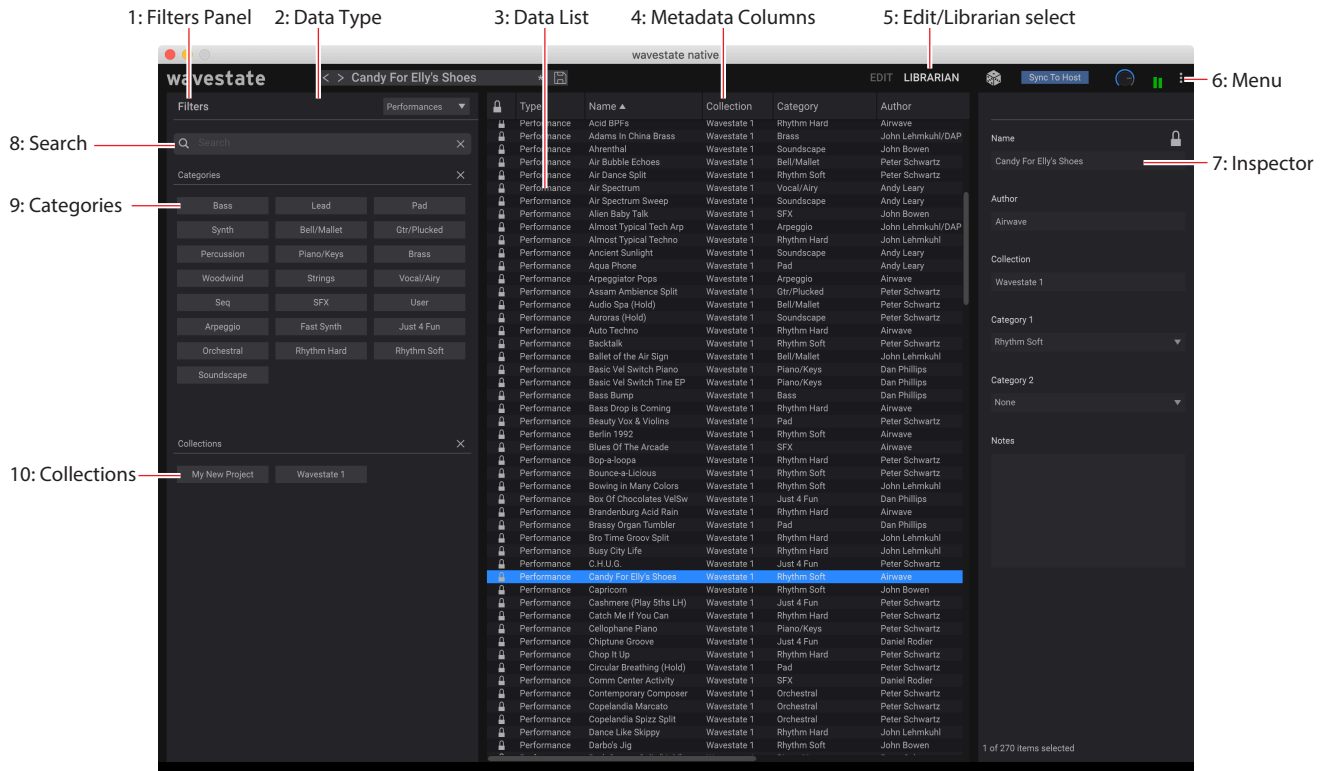 1: Filters Panel
2: Data Type
3: Data List
4: Metadata Columns
5: Edit/Librarian select
wavestate native
wavestate
< > Candy For Elly's Shoes *
EDIT LIBRARIAN
Sync To Host
6: Menu
Filters
Performances
8: Search
Search
Categories
9: Categories
Bass Lead Pad
Synth Bell/Mallet Gtr/Plucked
Percussion Piano/Keys Brass
Woodwind Strings Vocal/Airy
Seq SFX User
Arpeggio Fast Synth Just 4 Fun
Orchestral Rhythm Hard Rhythm Soft
Soundscape
Collections
10: Collections
My New Project Wavestate 1
Type Name Collection Category Author
Performance Acid BPFs Wavestate 1 Rhythm Hard Airwave
Performance Adams In China Brass Wavestate 1 Brass John Lehmkuhl/DAP
Performance Ahrenthal Wavestate 1 Soundscape John Bowen
Performance Air Bubble Echoes Wavestate 1 Bell/Mallet Peter Schwartz
Performance Air Dance Split Wavestate 1 Rhythm Soft Peter Schwartz
Performance Air Spectrum Wavestate 1 Vocal/Airy Andy Leary
Performance Air Spectrum Sweep Wavestate 1 Soundscape Andy Leary
Performance Alien Baby Talk Wavestate 1 SFX John Bowen
Performance Almost Typical Tech Arp Wavestate 1 Arpeggio John Lehmkuhl/DAP
Performance Almost Typical Techno Wavestate 1 Rhythm Hard John Lehmkuhl
Performance Ancient Sunlight Wavestate 1 Soundscape Andy Leary
Performance Aqua Phone Wavestate 1 Pad Andy Leary
Performance Arpeggiator Pops Wavestate 1 Arpeggio Airwave
Performance Assam Ambience Split Wavestate 1 Gtr/Plucked Peter Schwartz
Performance Audio Spa (Hold) Wavestate 1 Bell/Mallet Peter Schwartz
Performance Auroras (Hold) Wavestate 1 Soundscape Peter Schwartz
Performance Auto Techno Wavestate 1 Rhythm Hard Airwave
Performance Backtalk Wavestate 1 Rhythm Soft Peter Schwartz
Performance Ballet of the Air Sign Wavestate 1 Bell/Mallet John Lehmkuhl
Performance Basic Vel Switch Piano Wavestate 1 Piano/Keys Dan Phillips
Performance Basic Vel Switch Tine EP Wavestate 1 Piano/Keys Dan Phillips
Performance Bass Bump Wavestate 1 Bass Dan Phillips
Performance Bass Drop is Coming Wavestate 1 Rhythm Hard Airwave
Performance Beauty Vox & Violins Wavestate 1 Pad Peter Schwartz
Performance Berlin 1992 Wavestate 1 Rhythm Soft Airwave
Performance Blues Of The Arcade Wavestate 1 SFX Airwave
Performance Bop-a-loopa Wavestate 1 Rhythm Hard Peter Schwartz
Performance Bounce-a-Licious Wavestate 1 Rhythm Soft Peter Schwartz
Performance Bowing in Many Colors Wavestate 1 Rhythm Soft John Lehmkuhl
Performance Box Of Chocolates VelSw Wavestate 1 Just 4 Fun Dan Phillips
Performance Brandenburg Acid Rain Wavestate 1 Rhythm Hard Airwave
Performance Brassy Organ Tumbler Wavestate 1 Pad Dan Phillips
Performance Bro Time Groov Split Wavestate 1 Rhythm Hard John Lehmkuhl
Performance Busy City Life Wavestate 1 Rhythm Hard John Lehmkuhl
Performance C.H.U.G. Wavestate 1 Just 4 Fun Peter Schwartz
Performance Candy For Elly's Shoes Wavestate 1 Rhythm Soft Airwave
Performance Capricorn Wavestate 1 Rhythm Soft John Bowen
Performance Cashmere (Play 5ths LH) Wavestate 1 Just 4 Fun Peter Schwartz
Performance Catch Me If You Can Wavestate 1 Rhythm Hard Peter Schwartz
Performance Cellophane Piano Wavestate 1 Piano/Keys Peter Schwartz
Performance Chiptune Groove Wavestate 1 Just 4 Fun Daniel Rodier
Performance Chop It Up Wavestate 1 Rhythm Hard Peter Schwartz
Performance Circular Breathing (Hold) Wavestate 1 Pad Peter Schwartz
Performance Comm Center Activity Wavestate 1 SFX Daniel Rodier
Performance Contemporary Composer Wavestate 1 Orchestral Peter Schwartz
Performance Copelandia Marcato Wavestate 1 Orchestral Peter Schwartz
Performance Copelandia Spizz Split Wavestate 1 Orchestral Peter Schwartz
Performance Dance Like Skippy Wavestate 1 Rhythm Hard John Lehmkuhl
Performance Darbo's Jig Wavestate 1 Rhythm Soft John Bowen
Name
Candy For Elly's Shoes
7: Inspector
Author
Airwave
Collection
Wavestate 1
Category 1
Rhythm Soft
Category 2
None
Notes
1 of 270 items selected